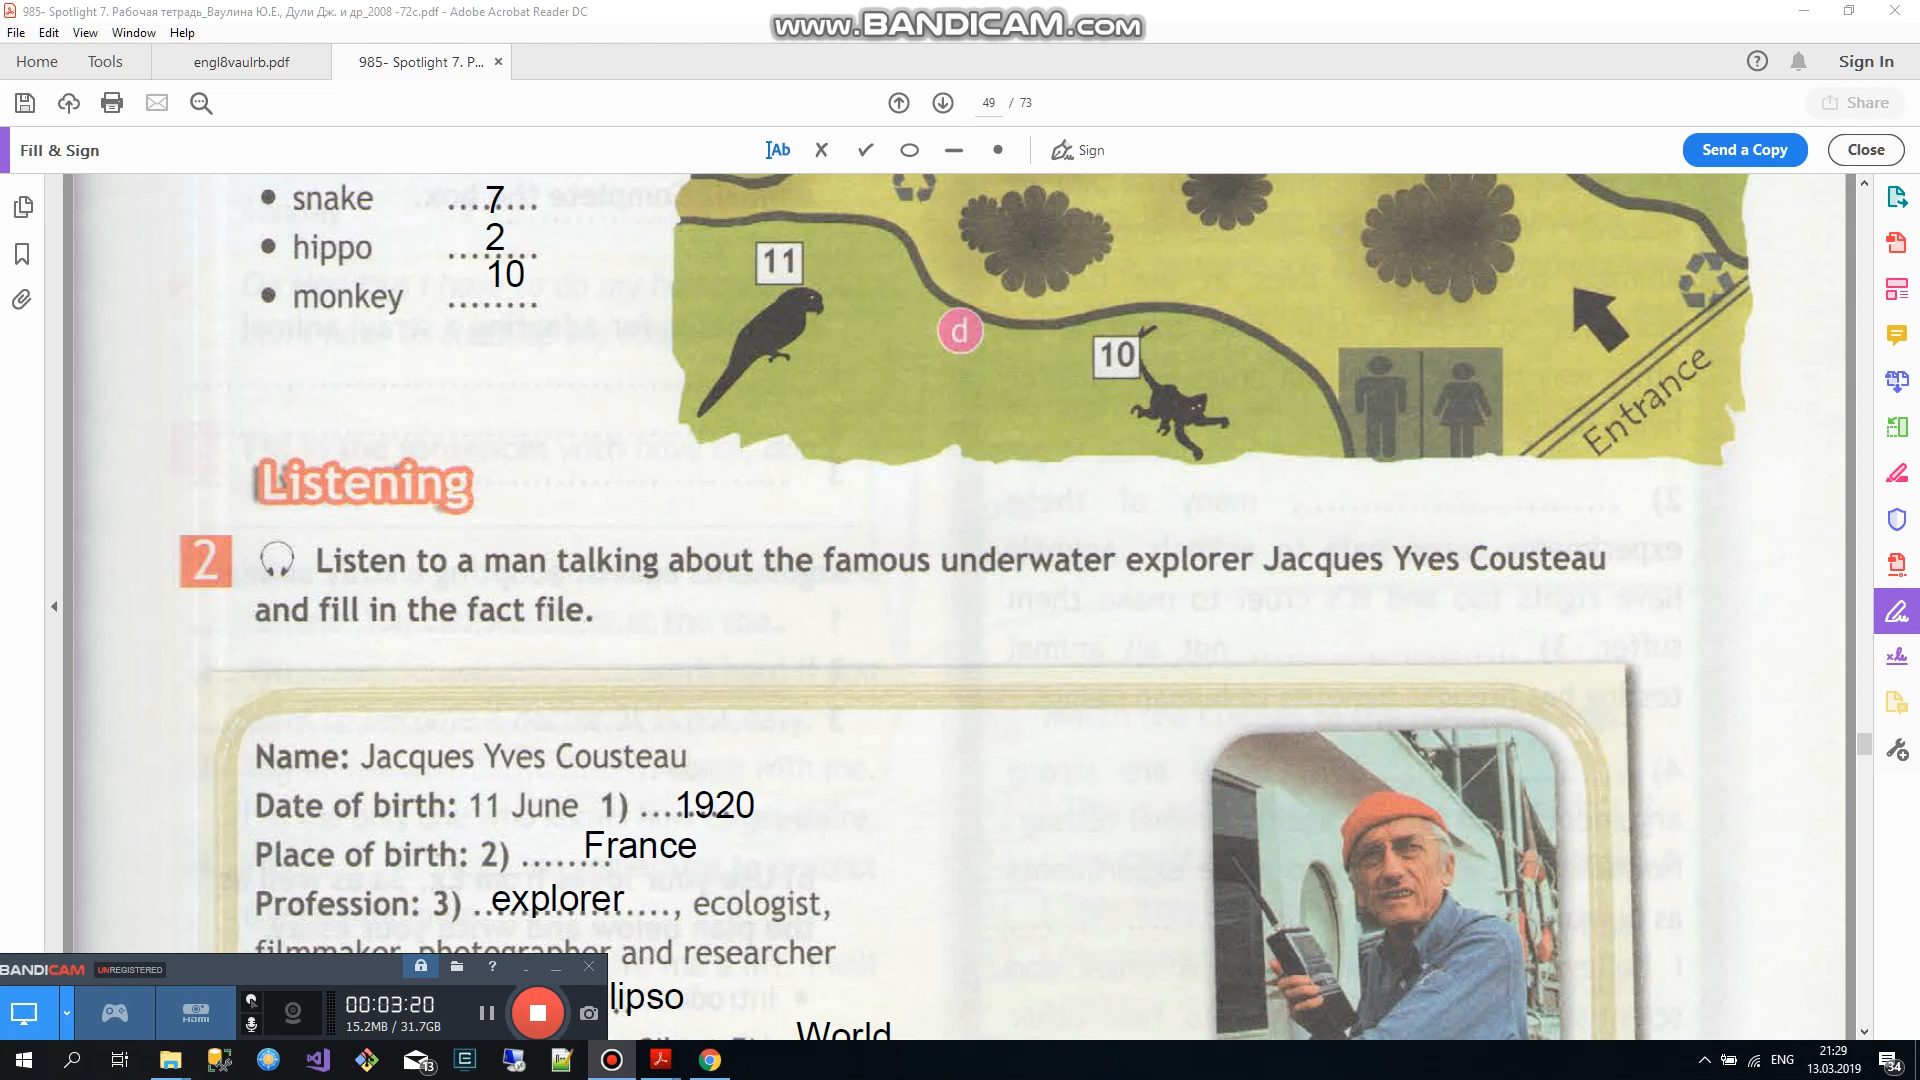 985- Spotlight 7. Рабочая тетрадь_Ваулина Ю.Е., Дули Дж. и др_2008 -72с.pdf - Adobe Acrobat Reader DC
www.BANDICAM.com
File Edit View Window Help
Home Tools engl8vaulrb.pdf 985- Spotlight 7. P... × Sign In
49 / 73 Share
Fill & Sign Ab Sign Send a Copy Close
• snake ....7....
• hippo 2 ........
• monkey 10 .........
11
d
10
Entrance
Listening
2 Listen to a man talking about the famous underwater explorer Jacques Yves Cousteau
and fill in the fact file.
Name: Jacques Yves Cousteau
Date of birth: 11 June 1) ....1920
Place of birth: 2) ........France
Profession: 3) ..explorer...., ecologist,
filmmaker, photographer and researcher
lipso
World
BANDICAM UNREGISTERED
HDMI
00:03:20
15.2MB / 31.7GB
13
ENG
21:29
13.03.2019
34